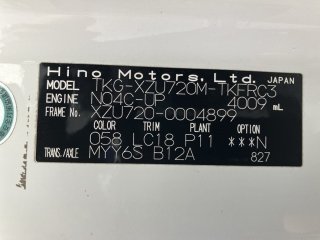 Hino Motors, Ltd. JAPAN
MODEL TKG-XZU720M-TKFRC3
ENGINE N04C-UP 4009 mL
FRAME No. XZU720-0004899
COLOR TRIM PLANT OPTION
058 LC18 P11 ***N
TRANS./AXLE MYY6S B12A 827